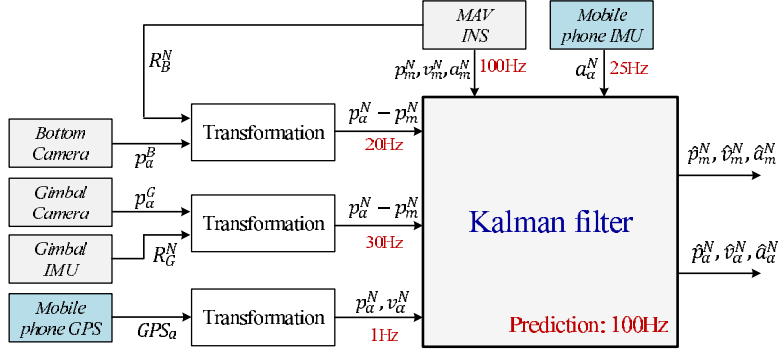 MAV
INS
Mobile
phone IMU
R_B^N
p_m^N, v_m^N, a_m^N
100Hz
a_a^N
25Hz
Bottom
Camera
p_a^B
Transformation
p_a^N − p_m^N
20Hz
p̂_m^N, v̂_m^N, â_m^N
Gimbal
Camera
p_a^G
Gimbal
IMU
R_G^N
Transformation
p_a^N − p_m^N
30Hz
Kalman filter
p̂_a^N, v̂_a^N, â_a^N
Mobile
phone GPS
GPS_a
Transformation
p_a^N, v_a^N
1Hz
Prediction: 100Hz